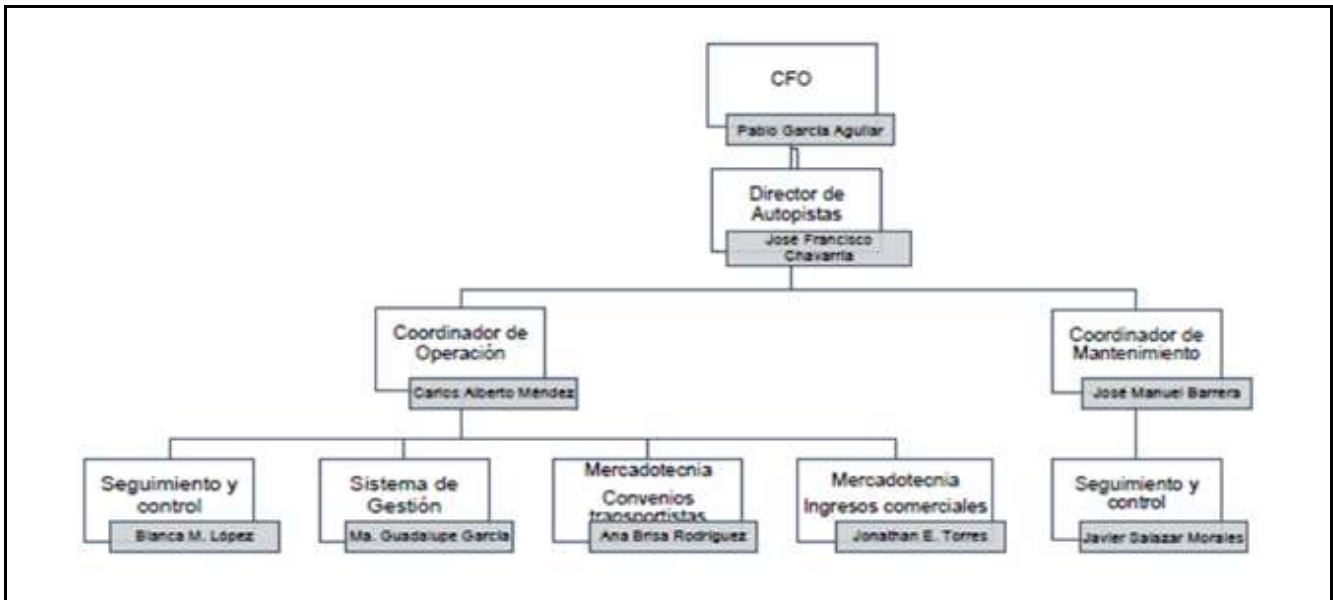 CFO
Pablo García Aguilar
Director de
Autopistas
José Francisco
Chavarría
Coordinador de
Operación
Carlos Alberto Méndez
Coordinador de
Mantenimiento
José Manuel Barrera
Seguimiento y
control
Blanca M. López
Sistema de
Gestión
Ma. Guadalupe García
Mercadotecnia
Convenios
transportistas
Ana Brisa Rodríguez
Mercadotecnia
Ingresos comerciales
Jonathan E. Torres
Seguimiento y
control
Javier Salazar Morales